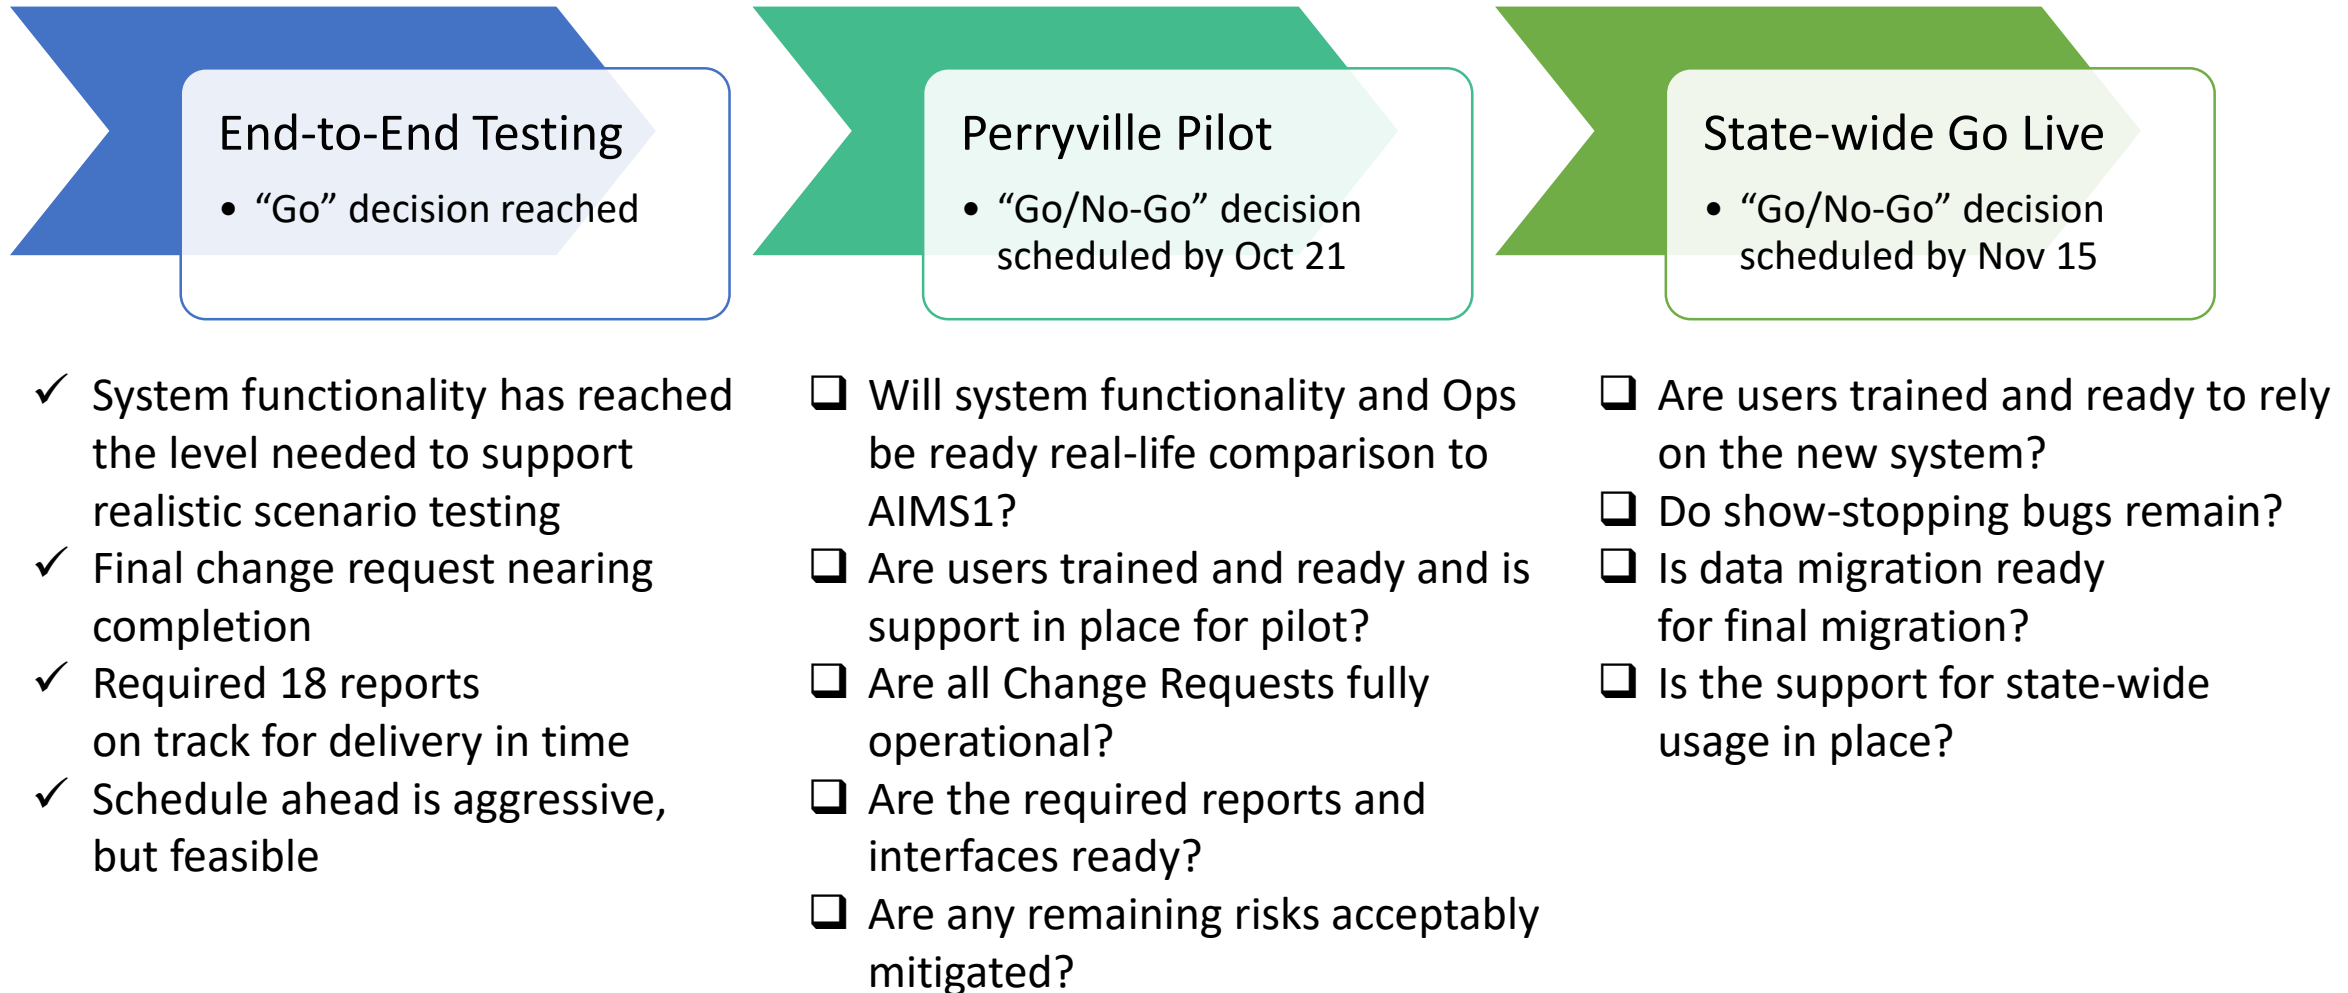 End-to-End Testing
• “Go” decision reached
Perryville Pilot
• “Go/No-Go” decision
scheduled by Oct 21
State-wide Go Live
• “Go/No-Go” decision
scheduled by Nov 15
✓ System functionality has reached
the level needed to support
realistic scenario testing
✓ Final change request nearing
completion
✓ Required 18 reports
on track for delivery in time
✓ Schedule ahead is aggressive,
but feasible
❑ Will system functionality and Ops
be ready real-life comparison to
AIMS1?
❑ Are users trained and ready and is
support in place for pilot?
❑ Are all Change Requests fully
operational?
❑ Are the required reports and
interfaces ready?
❑ Are any remaining risks acceptably
mitigated?
❑ Are users trained and ready to rely
on the new system?
❑ Do show-stopping bugs remain?
❑ Is data migration ready
for final migration?
❑ Is the support for state-wide
usage in place?